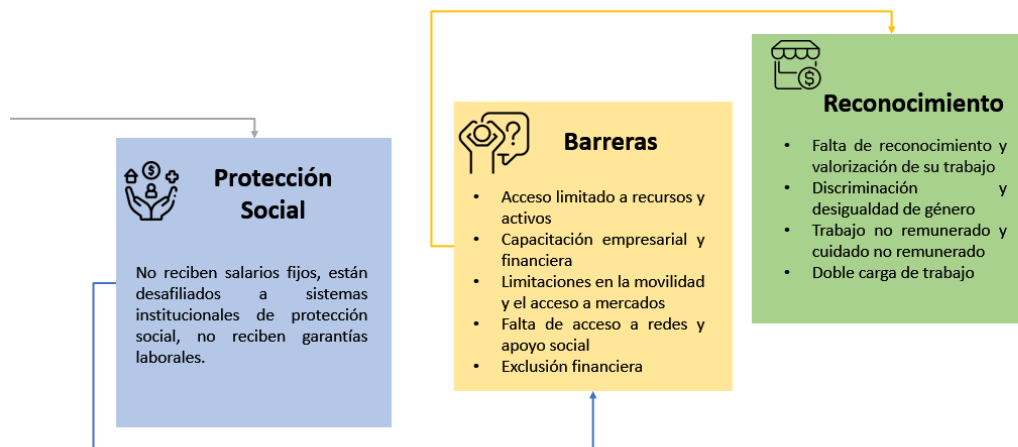 Protección
Social
No reciben salarios fijos, están
desafiliados a sistemas
institucionales de protección
social, no reciben garantías
laborales.
Barreras
• Acceso limitado a recursos y
activos
• Capacitación empresarial y
financiera
• Limitaciones en la movilidad
y el acceso a mercados
• Falta de acceso a redes y
apoyo social
• Exclusión financiera
Reconocimiento
• Falta de reconocimiento y
valorización de su trabajo
• Discriminación y
desigualdad de género
• Trabajo no remunerado y
cuidado no remunerado
• Doble carga de trabajo